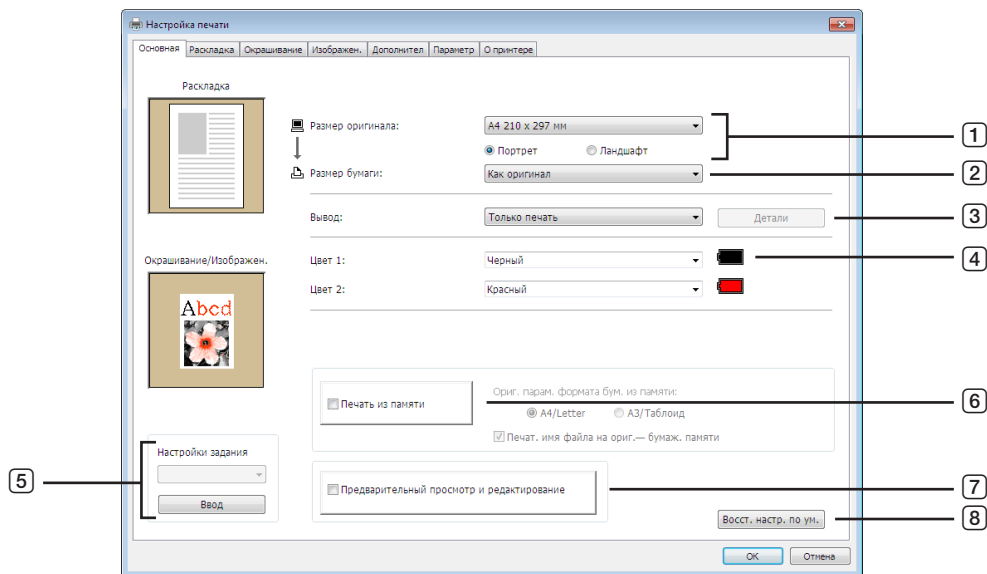 Настройка печати
Основная Раскладка Окрашивание Изображен. Дополнител Параметр О принтере
Раскладка
Размер оригинала:
A4 210 x 297 мм
1
Портрет Ландшафт
Размер бумаги:
Как оригинал
2
Вывод:
Только печать
Детали
3
Окрашивание/Изображен.
Цвет 1:
Черный
4
Цвет 2:
Красный
Abcd
Печать из памяти
Ориг. парам. формата бум. из памяти:
A4/Letter A3/Таблоид
Печат. имя файла на ориг.— бумаж. памяти
6
5
Настройки задания
Ввод
Предварительный просмотр и редактирование
7
Восст. настр. по ум.
8
OK Отмена